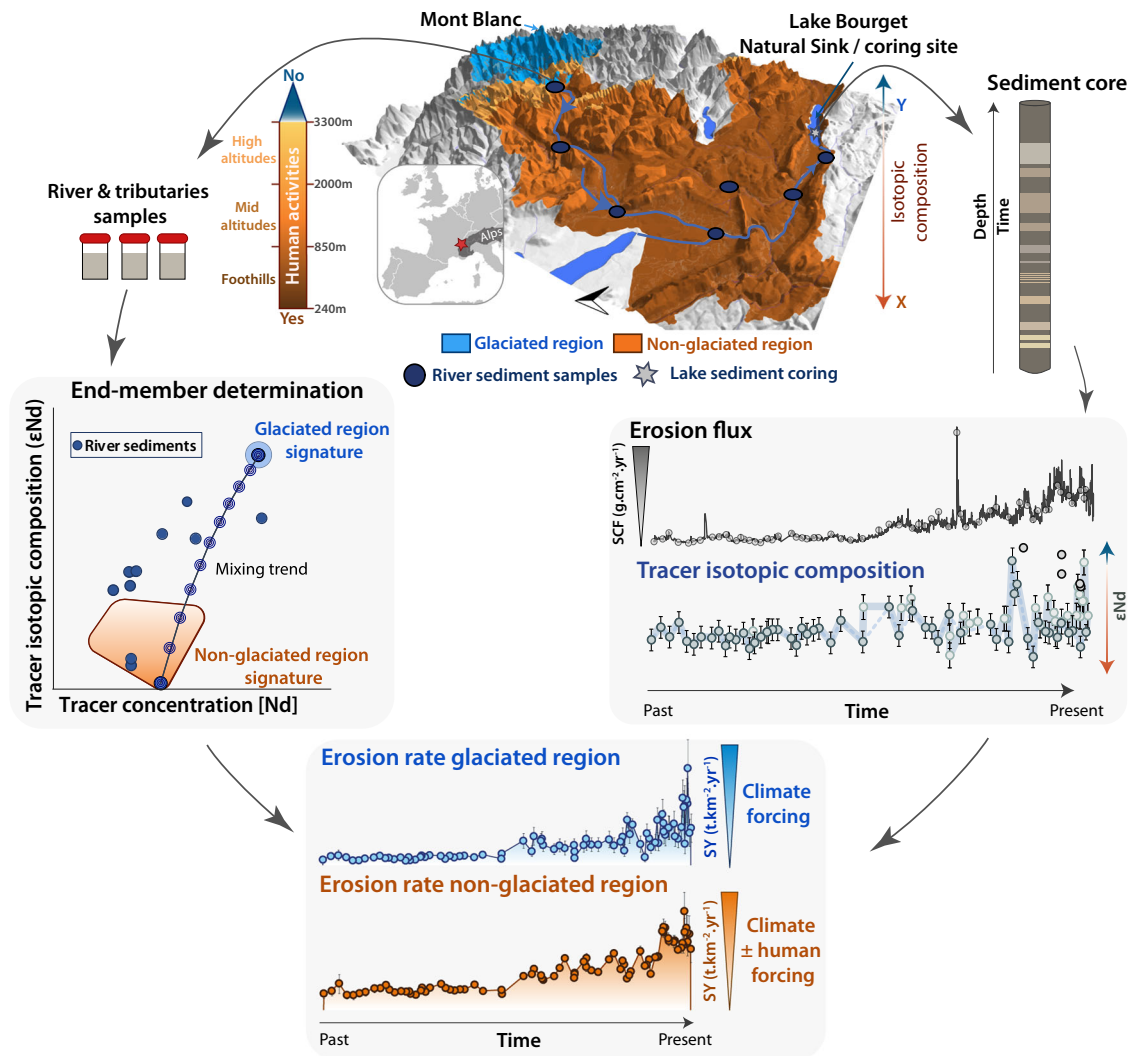 Mont Blanc
Lake Bourget
Natural Sink / coring site
Sediment core
No
3300m
High
altitudes
2000m
Mid
altitudes
850m
Foothills
240m
Yes
Human activities
River & tributaries
samples
Alps
Y
Isotopic
composition
X
Depth
Time
Glaciated region
Non-glaciated region
River sediment samples
Lake sediment coring
End-member determination
River sediments
Glaciated region
signature
Mixing trend
Non-glaciated region
signature
Tracer isotopic composition (εNd)
Tracer concentration [Nd]
Erosion flux
SCF (g.cm⁻².yr⁻¹)
Tracer isotopic composition
εNd
Past
Time
Present
Erosion rate glaciated region
SY (t.km⁻².yr⁻¹)
Climate
forcing
Erosion rate non-glaciated region
SY (t.km⁻².yr⁻¹)
Climate
± human
forcing
Past
Time
Present